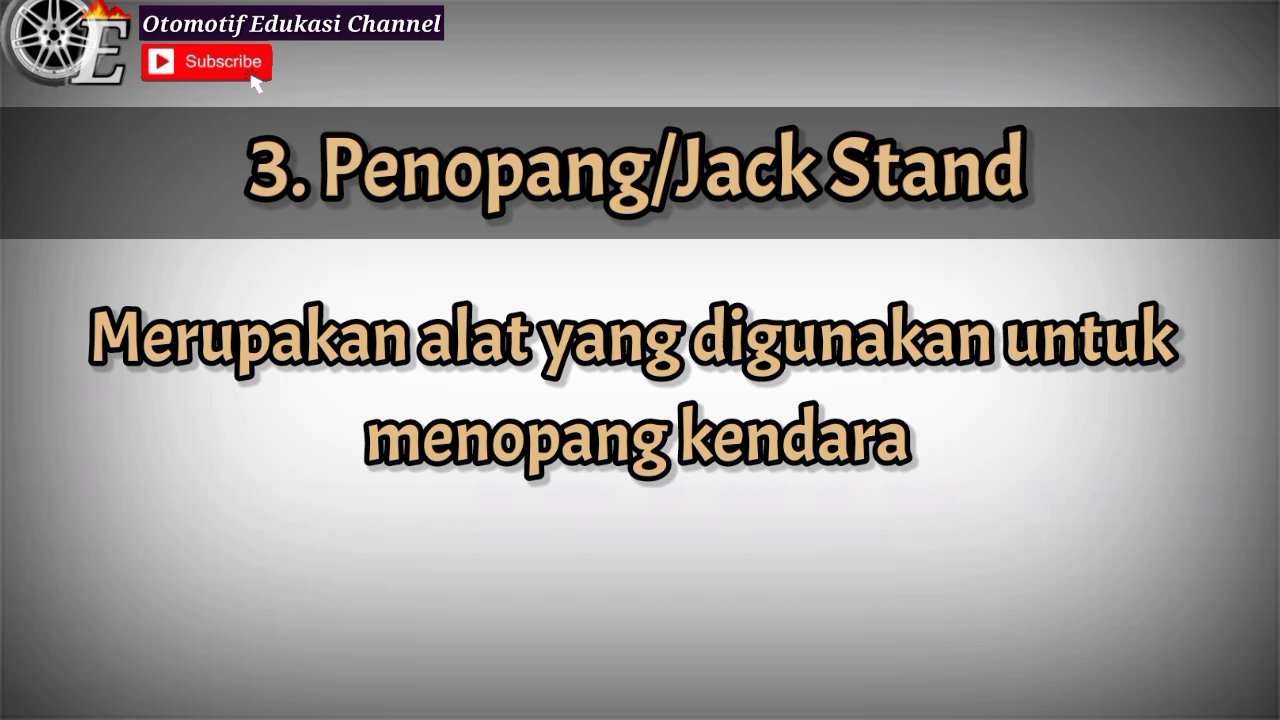 E
Otomotif Edukasi Channel
Subscribe
3. Penopang/Jack Stand
Merupakan alat yang digunakan untuk
menopang kendara